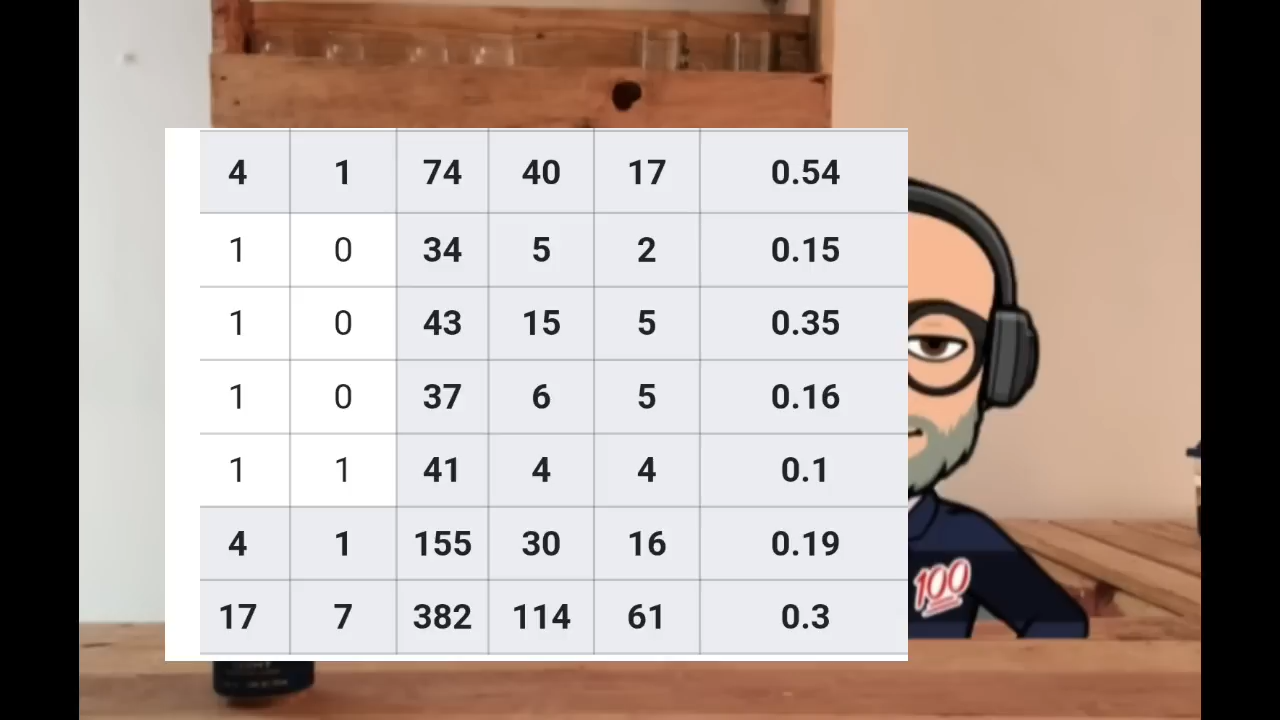 4 1 74 40 17 0.54
1 0 34 5 2 0.15
1 0 43 15 5 0.35
1 0 37 6 5 0.16
1 1 41 4 4 0.1
4 1 155 30 16 0.19
17 7 382 114 61 0.3
100